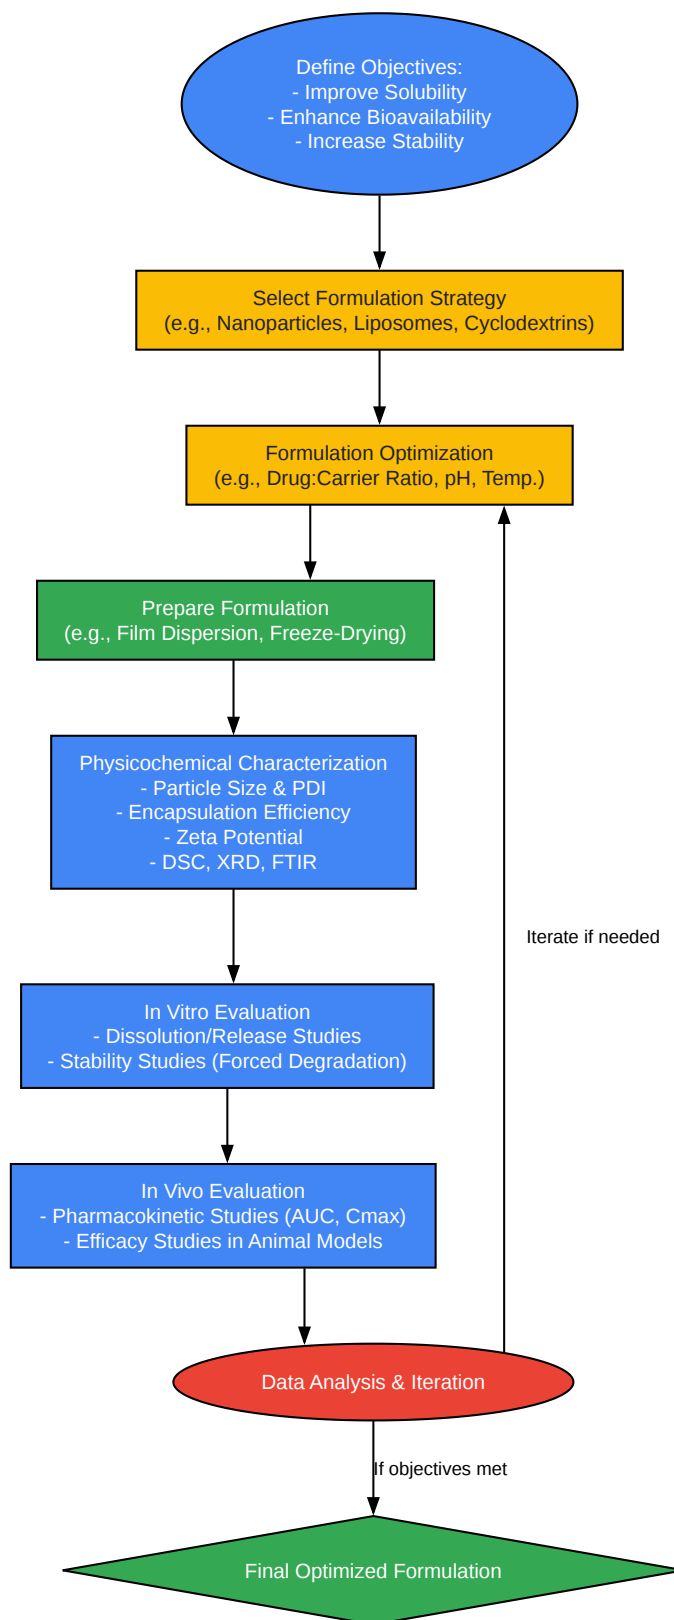 Define Objectives:
- Improve Solubility
- Enhance Bioavailability
- Increase Stability
Select Formulation Strategy
(e.g., Nanoparticles, Liposomes, Cyclodextrins)
Formulation Optimization
(e.g., Drug:Carrier Ratio, pH, Temp.)
Prepare Formulation
(e.g., Film Dispersion, Freeze-Drying)
Physicochemical Characterization
- Particle Size & PDI
- Encapsulation Efficiency
- Zeta Potential
- DSC, XRD, FTIR
Iterate if needed
In Vitro Evaluation
- Dissolution/Release Studies
- Stability Studies (Forced Degradation)
In Vivo Evaluation
- Pharmacokinetic Studies (AUC, Cmax)
- Efficacy Studies in Animal Models
Data Analysis & Iteration
If objectives met
Final Optimized Formulation